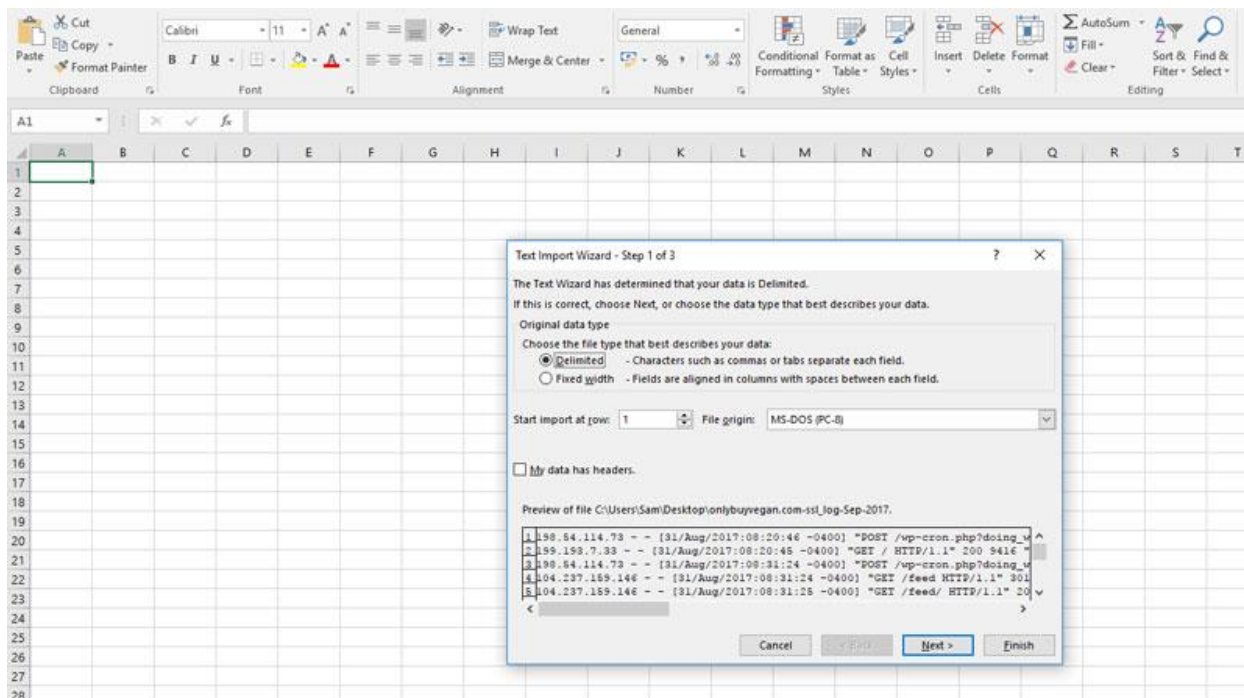 Cut
Copy
Format Painter
Paste
Clipboard
Calibri
11
A A
B I U
A
Font
Wrap Text
Merge & Center
Alignment
General
% ,
Number
Conditional Formatting
Format as Table
Cell Styles
Styles
Insert Delete Format
Cells
AutoSum
Fill
Clear
Sort & Filter
Find & Select
Editing
A1
fx
A B C D E F G H I J K L M N O P Q R S T
1
2
3
4
5
6
7
8
9
10
11
12
13
14
15
16
17
18
19
20
21
22
23
24
25
26
27
28
Text Import Wizard - Step 1 of 3
?
The Text Wizard has determined that your data is Delimited.
If this is correct, choose Next, or choose the data type that best describes your data.
Original data type
Choose the file type that best describes your data:
Delimited - Characters such as commas or tabs separate each field.
Fixed width - Fields are aligned in columns with spaces between each field.
Start import at row: 1 File origin: MS-DOS (PC-8)
My data has headers.
Preview of file C:\Users\Sam\Desktop\onlybuyvegan.com-ssl_log-Sep-2017.
1 198.54.114.73 - - [31/Aug/2017:08:20:46 -0400] "POST /wp-cron.php?doing_w
2 199.193.7.33 - - [31/Aug/2017:08:20:45 -0400] "GET / HTTP/1.1" 200 9416 "
3 198.54.114.73 - - [31/Aug/2017:08:31:24 -0400] "POST /wp-cron.php?doing_w
4 104.237.159.146 - - [31/Aug/2017:08:31:24 -0400] "GET /feed HTTP/1.1" 301
5 104.237.159.146 - - [31/Aug/2017:08:31:25 -0400] "GET /feed/ HTTP/1.1" 20
Cancel < Back Next > Finish